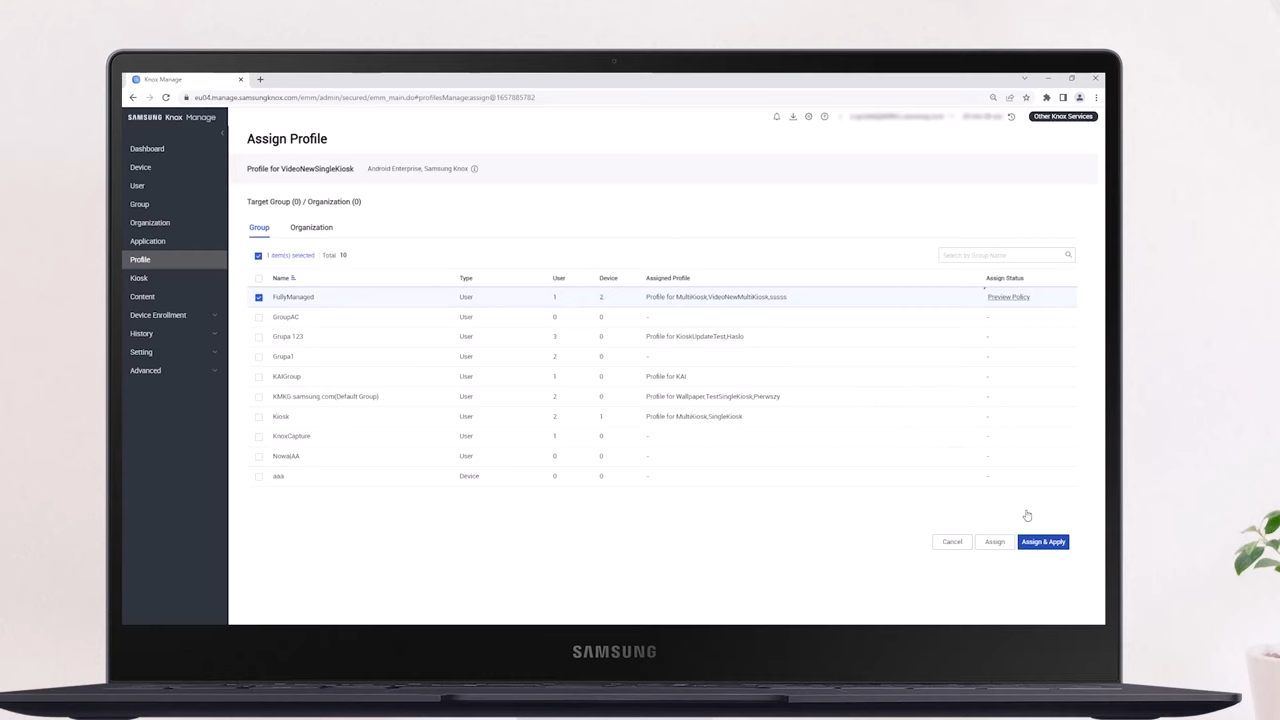 Knox Manage
eu04.manage.samsungknox.com/emm/admin/secured/emm_main.do#profilesManage:assign@1657885782
SAMSUNG Knox Manage
Other Knox Services
Dashboard
Device
User
Group
Organization
Application
Profile
Kiosk
Content
Device Enrollment
History
Setting
Advanced
Assign Profile
Profile for VideoNewSingleKiosk Android Enterprise, Samsung Knox
Target Group (0) / Organization (0)
Group Organization
1 item(s) selected Total 10 Search by Group Name
Name Type User Device Assigned Profile Assign Status
FullyManaged User 1 2 Profile for MultiKiosk,VideoNewMultiKiosk,sssss Preview Policy
GroupAC User 0 0 - -
Grupa 123 User 3 0 Profile for KioskUpdateTest,Haslo -
Grupa1 User 2 0 - -
KAIGroup User 1 0 Profile for KAI -
KMKG.samsung.com(Default Group) User 2 0 Profile for Wallpaper,TestSingleKiosk,Pierwszy -
Kiosk User 2 1 Profile for MultiKiosk,SingleKiosk -
KnoxCapture User 1 0 - -
NowaJAA User 0 0 - -
aaa Device 0 0 - -
Cancel Assign Assign & Apply
SAMSUNG